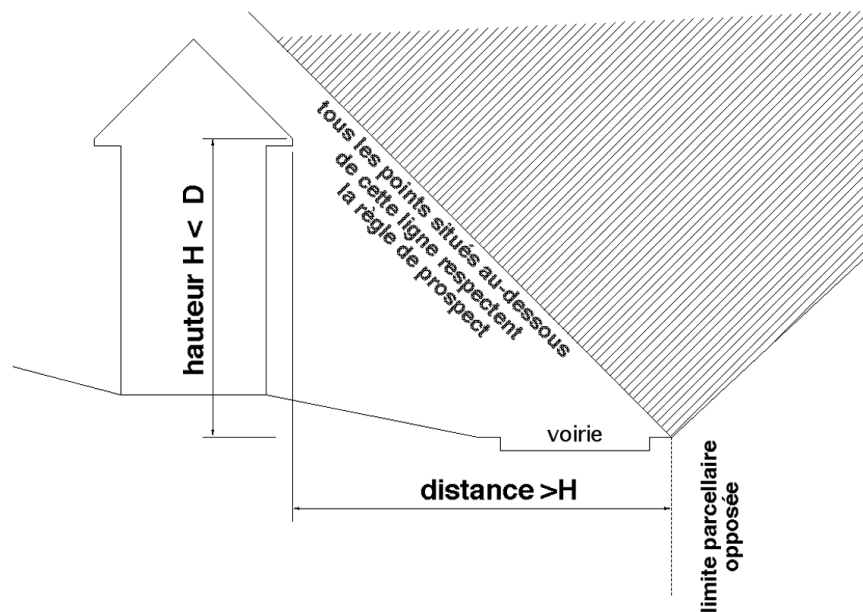 tous les points situés au-dessous
de cette ligne respectent
la règle de prospect
hauteur H < D
voirie
distance >H
limite parcellaire
opposée